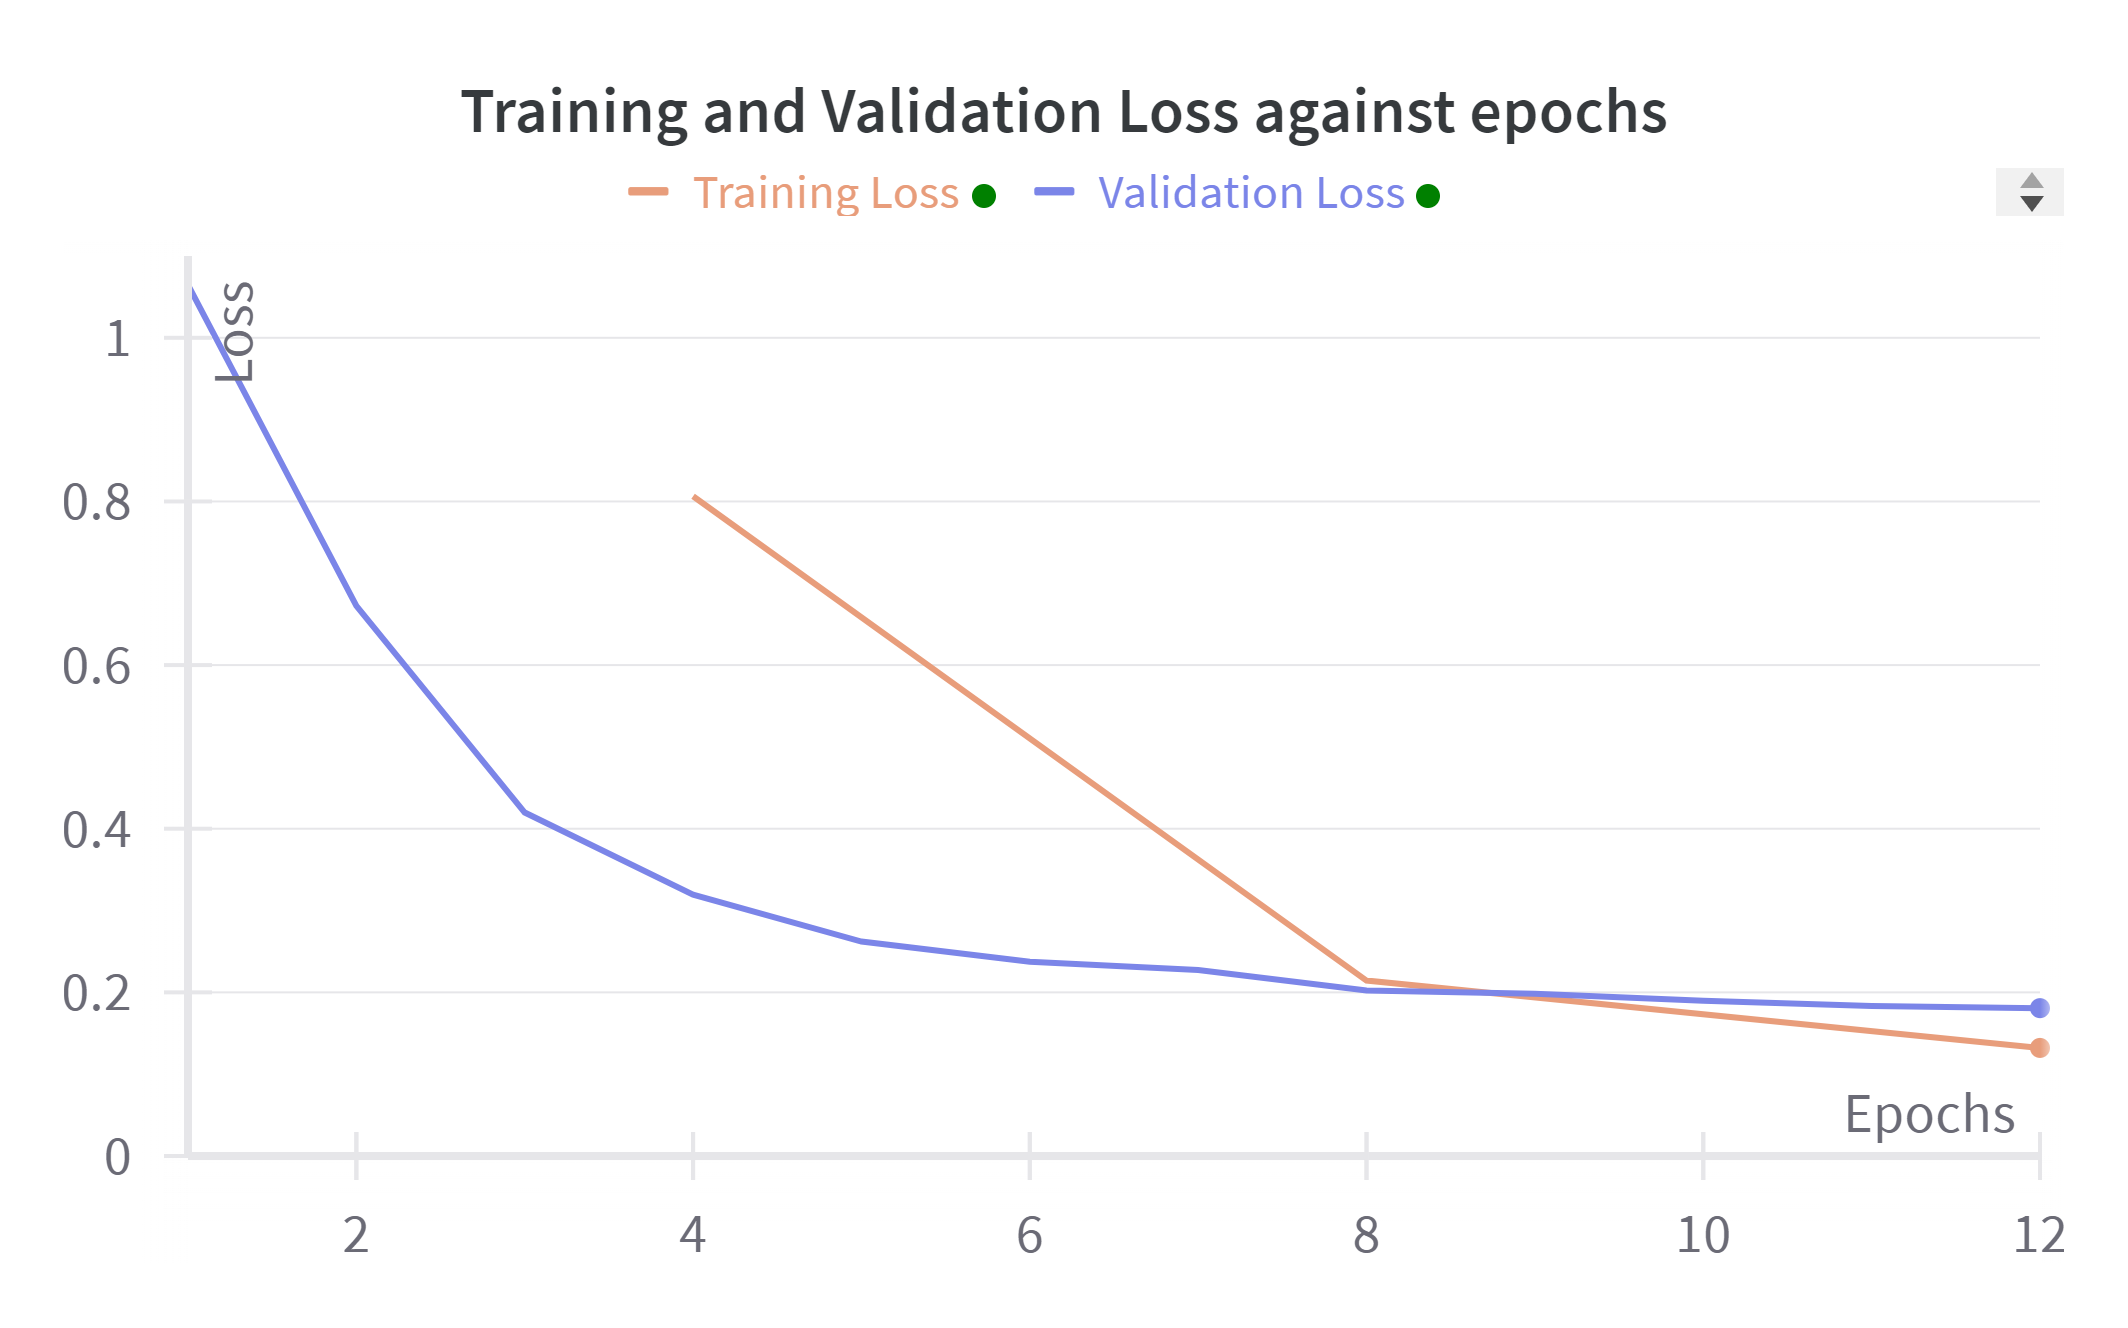 Training and Validation Loss against epochs
Training Loss Validation Loss
Loss
1
0.8
0.6
0.4
0.2
0
Epochs
2 4 6 8 10 12